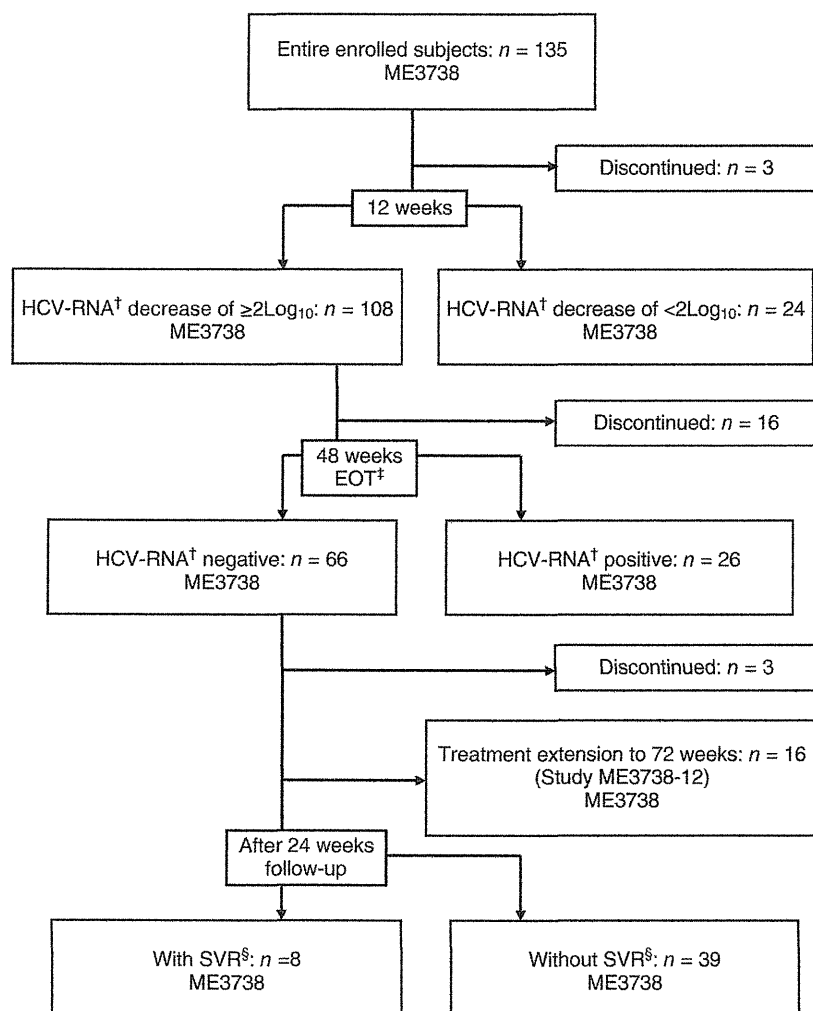 Entire enrolled subjects: n = 135
ME3738
Discontinued: n = 3
12 weeks
HCV-RNA† decrease of ≥2Log₁₀: n = 108
ME3738
HCV-RNA† decrease of <2Log₁₀: n = 24
ME3738
Discontinued: n = 16
48 weeks
EOT‡
HCV-RNA† negative: n = 66
ME3738
HCV-RNA† positive: n = 26
ME3738
Discontinued: n = 3
Treatment extension to 72 weeks: n = 16
(Study ME3738-12)
ME3738
After 24 weeks
follow-up
With SVR§: n =8
ME3738
Without SVR§: n = 39
ME3738